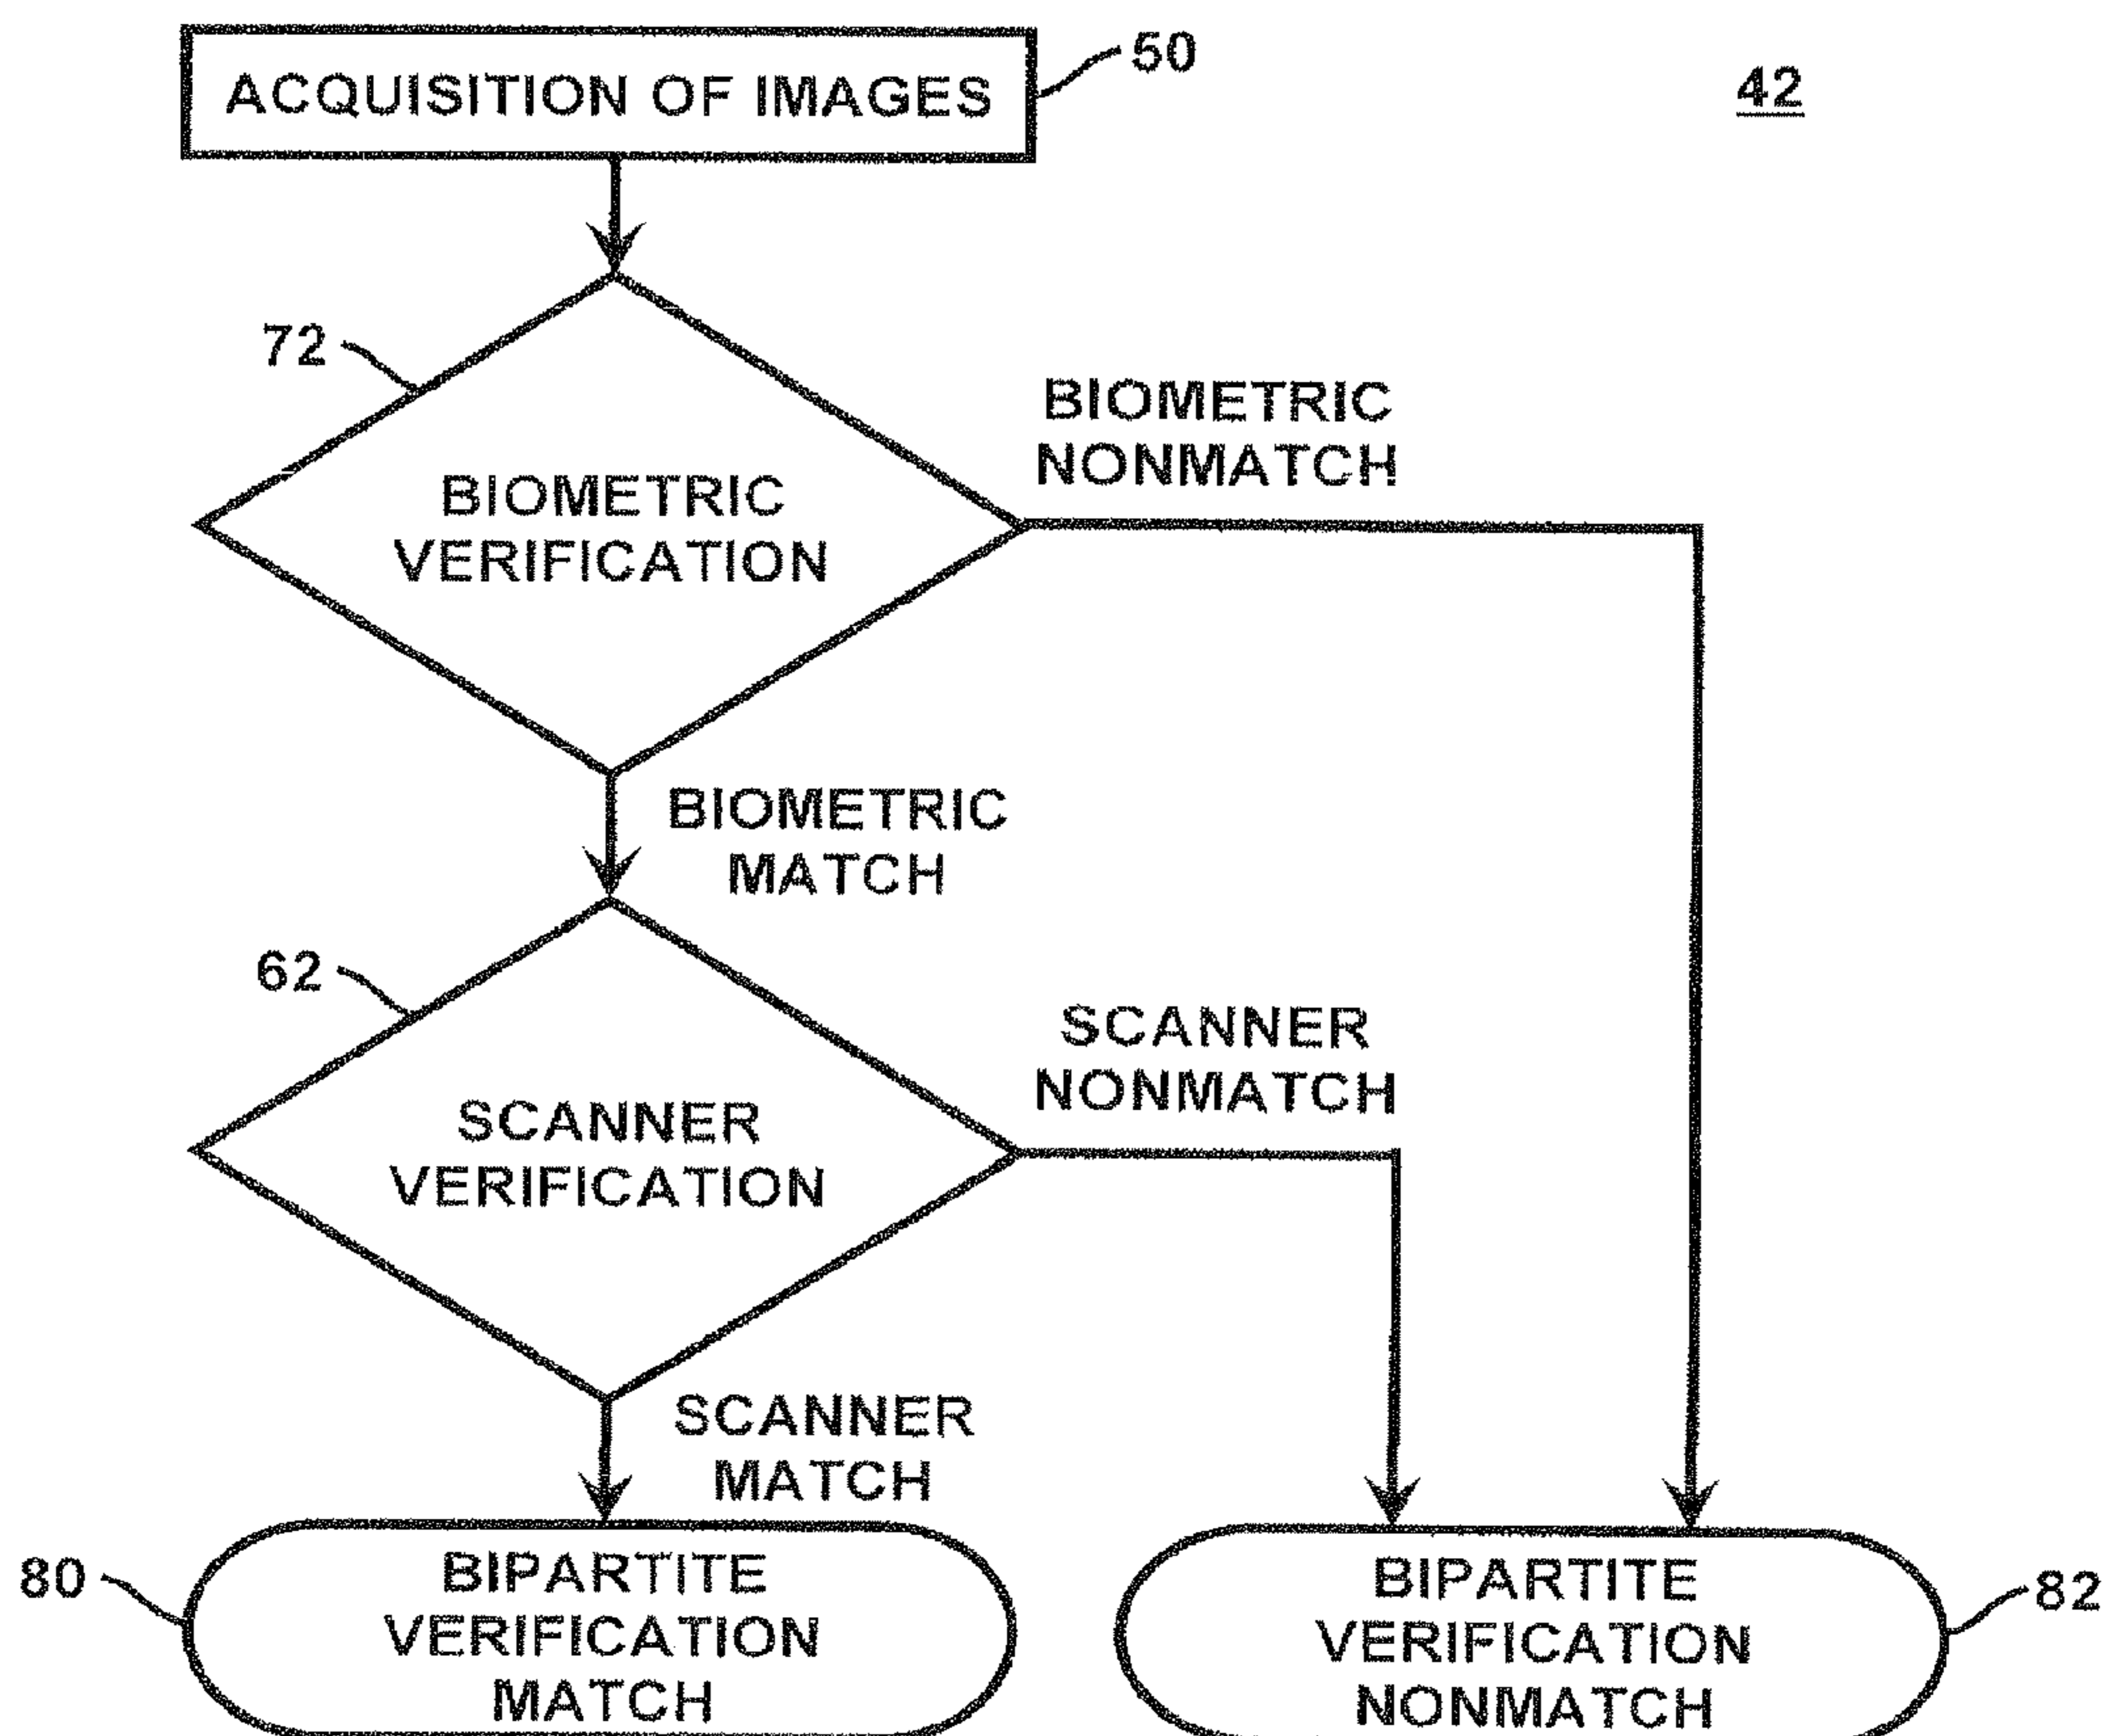 ACQUISITION OF IMAGES
50
42
72
BIOMETRIC
VERIFICATION
BIOMETRIC
NONMATCH
BIOMETRIC
MATCH
62
SCANNER
VERIFICATION
SCANNER
NONMATCH
SCANNER
MATCH
80
BIPARTITE
VERIFICATION
MATCH
BIPARTITE
VERIFICATION
NONMATCH
82